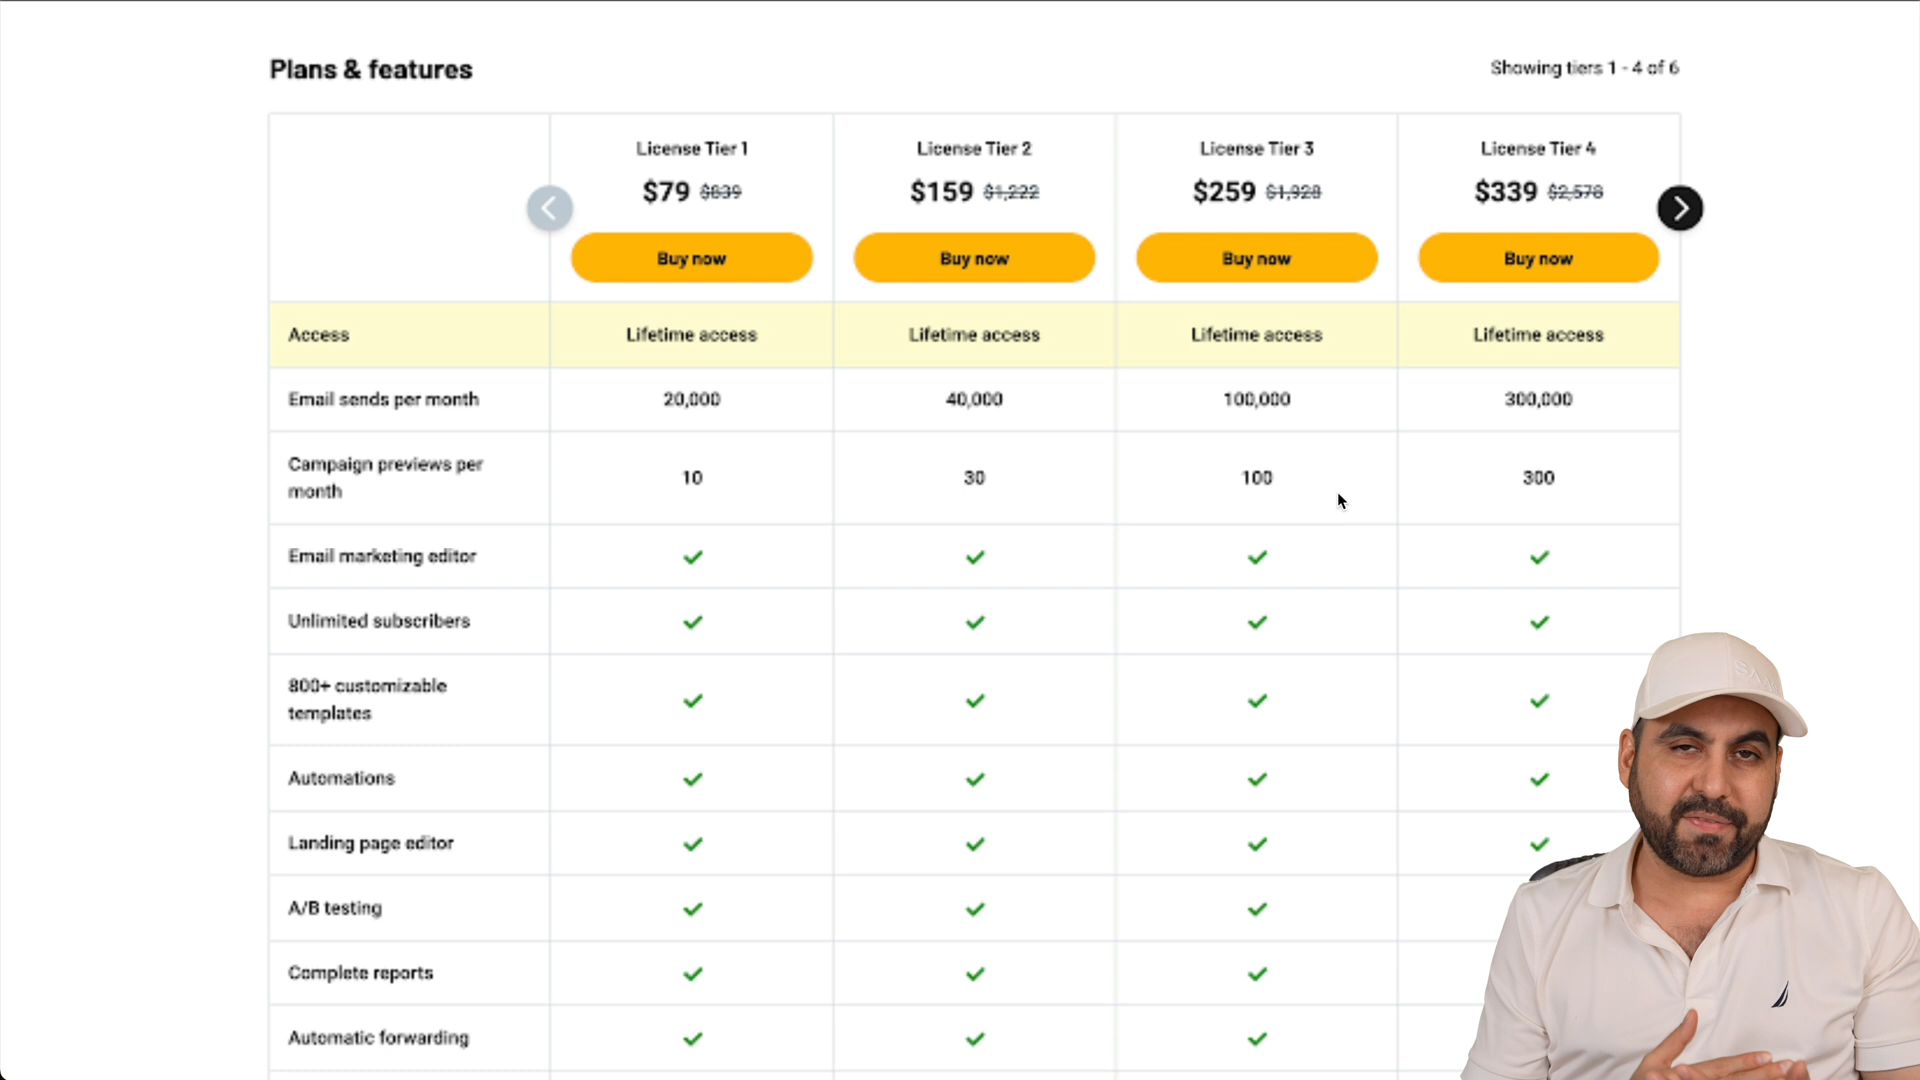 Plans & features
Showing tiers 1 - 4 of 6
License Tier 1
$79 $839
Buy now
License Tier 2
$159 $1,222
Buy now
License Tier 3
$259 $1,928
Buy now
License Tier 4
$339 $2,578
Buy now
Access Lifetime access Lifetime access Lifetime access Lifetime access
Email sends per month 20,000 40,000 100,000 300,000
Campaign previews per
month
10 30 100 300
Email marketing editor
Unlimited subscribers
800+ customizable
templates
Automations
Landing page editor
A/B testing
Complete reports
Automatic forwarding